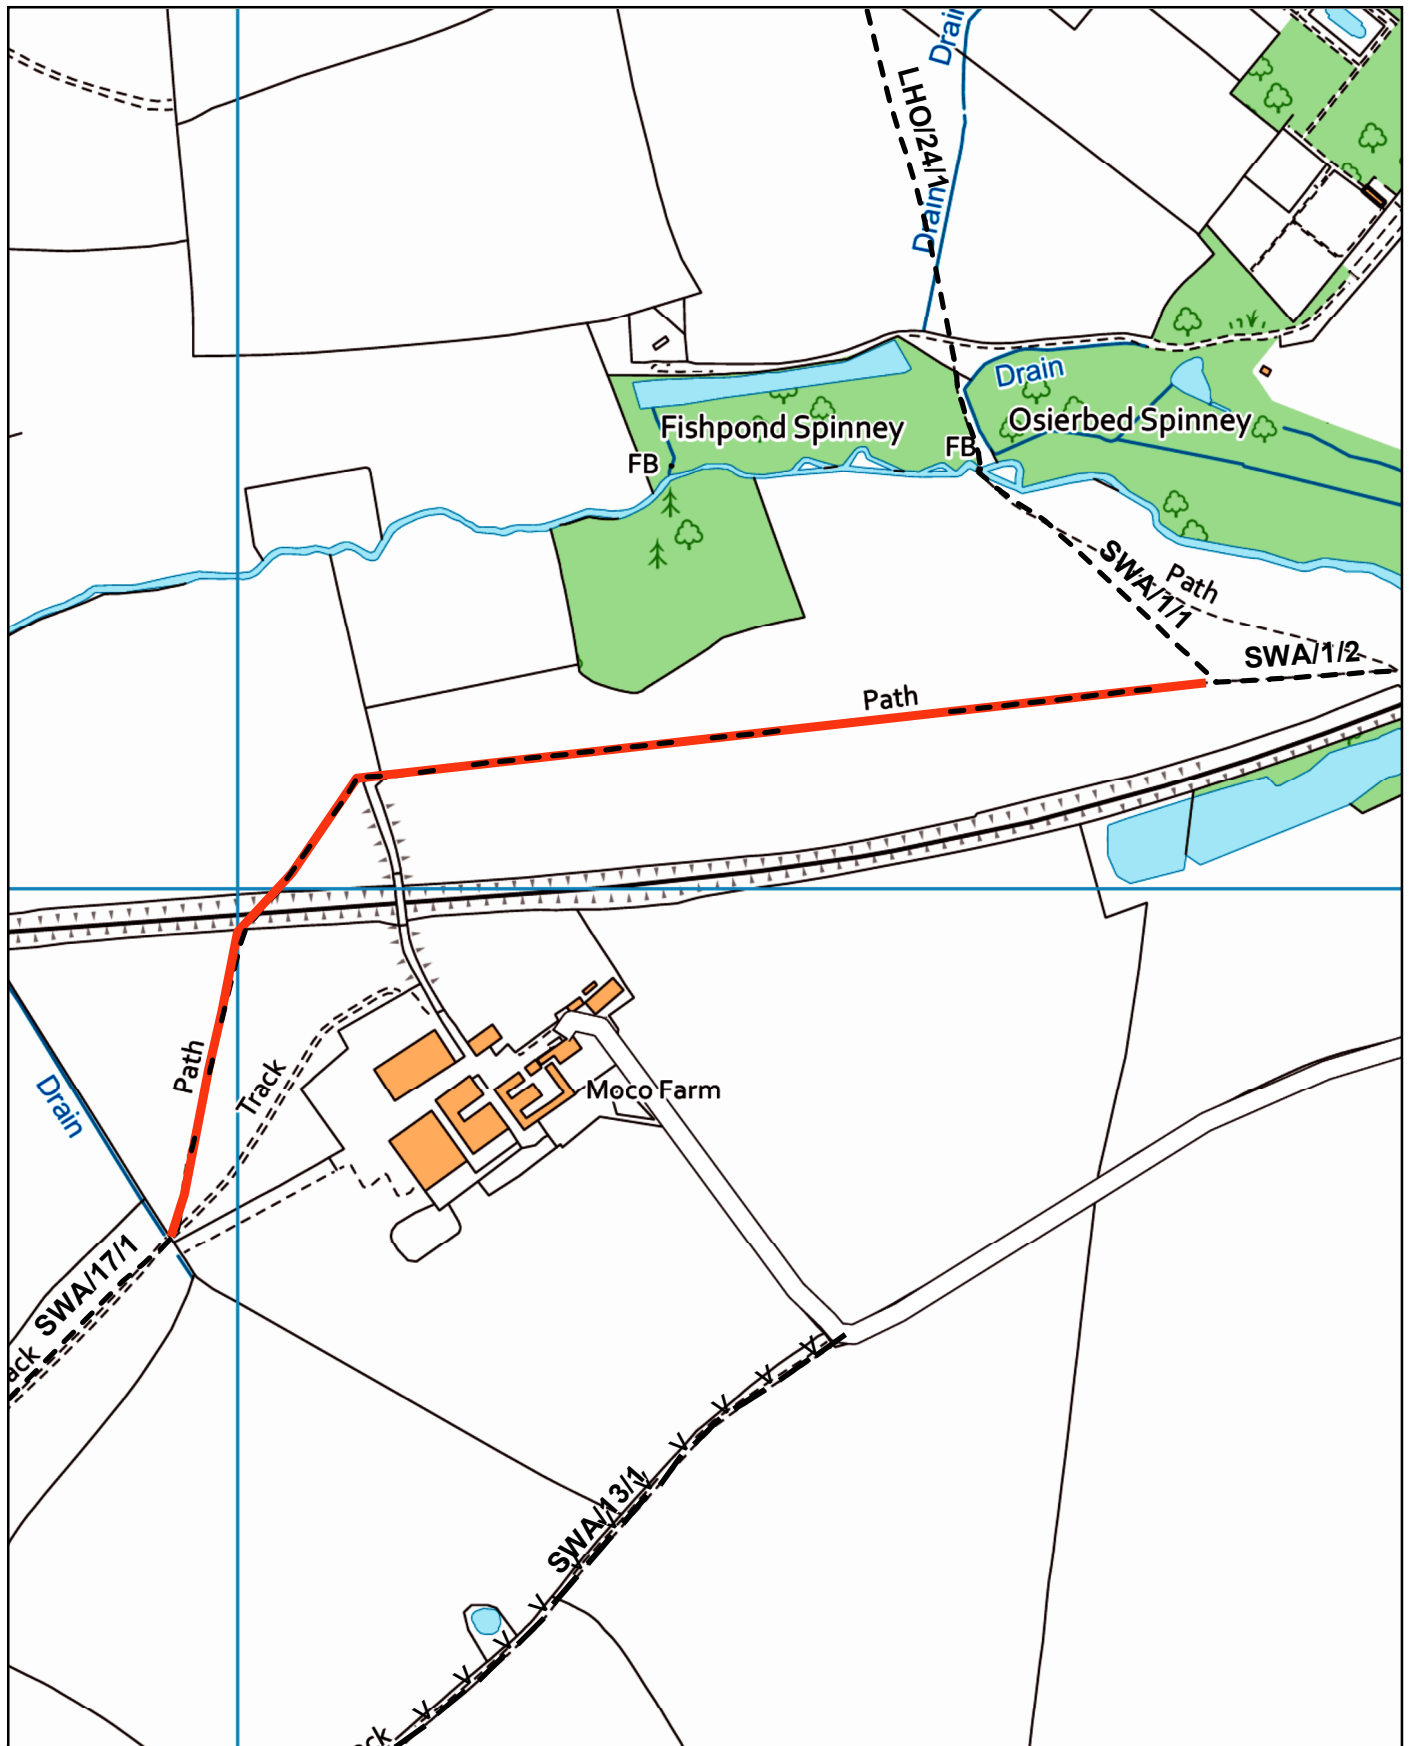 Drai
LHO/24/1
Drain
Drain
Fishpond Spinney
Osierbed Spinney
FB
FB
SWA/1/1
Path
SWA/1/2
Path
Path
Track
Drain
Moco Farm
SWA/17/1
ack
SWA/13/1
ck